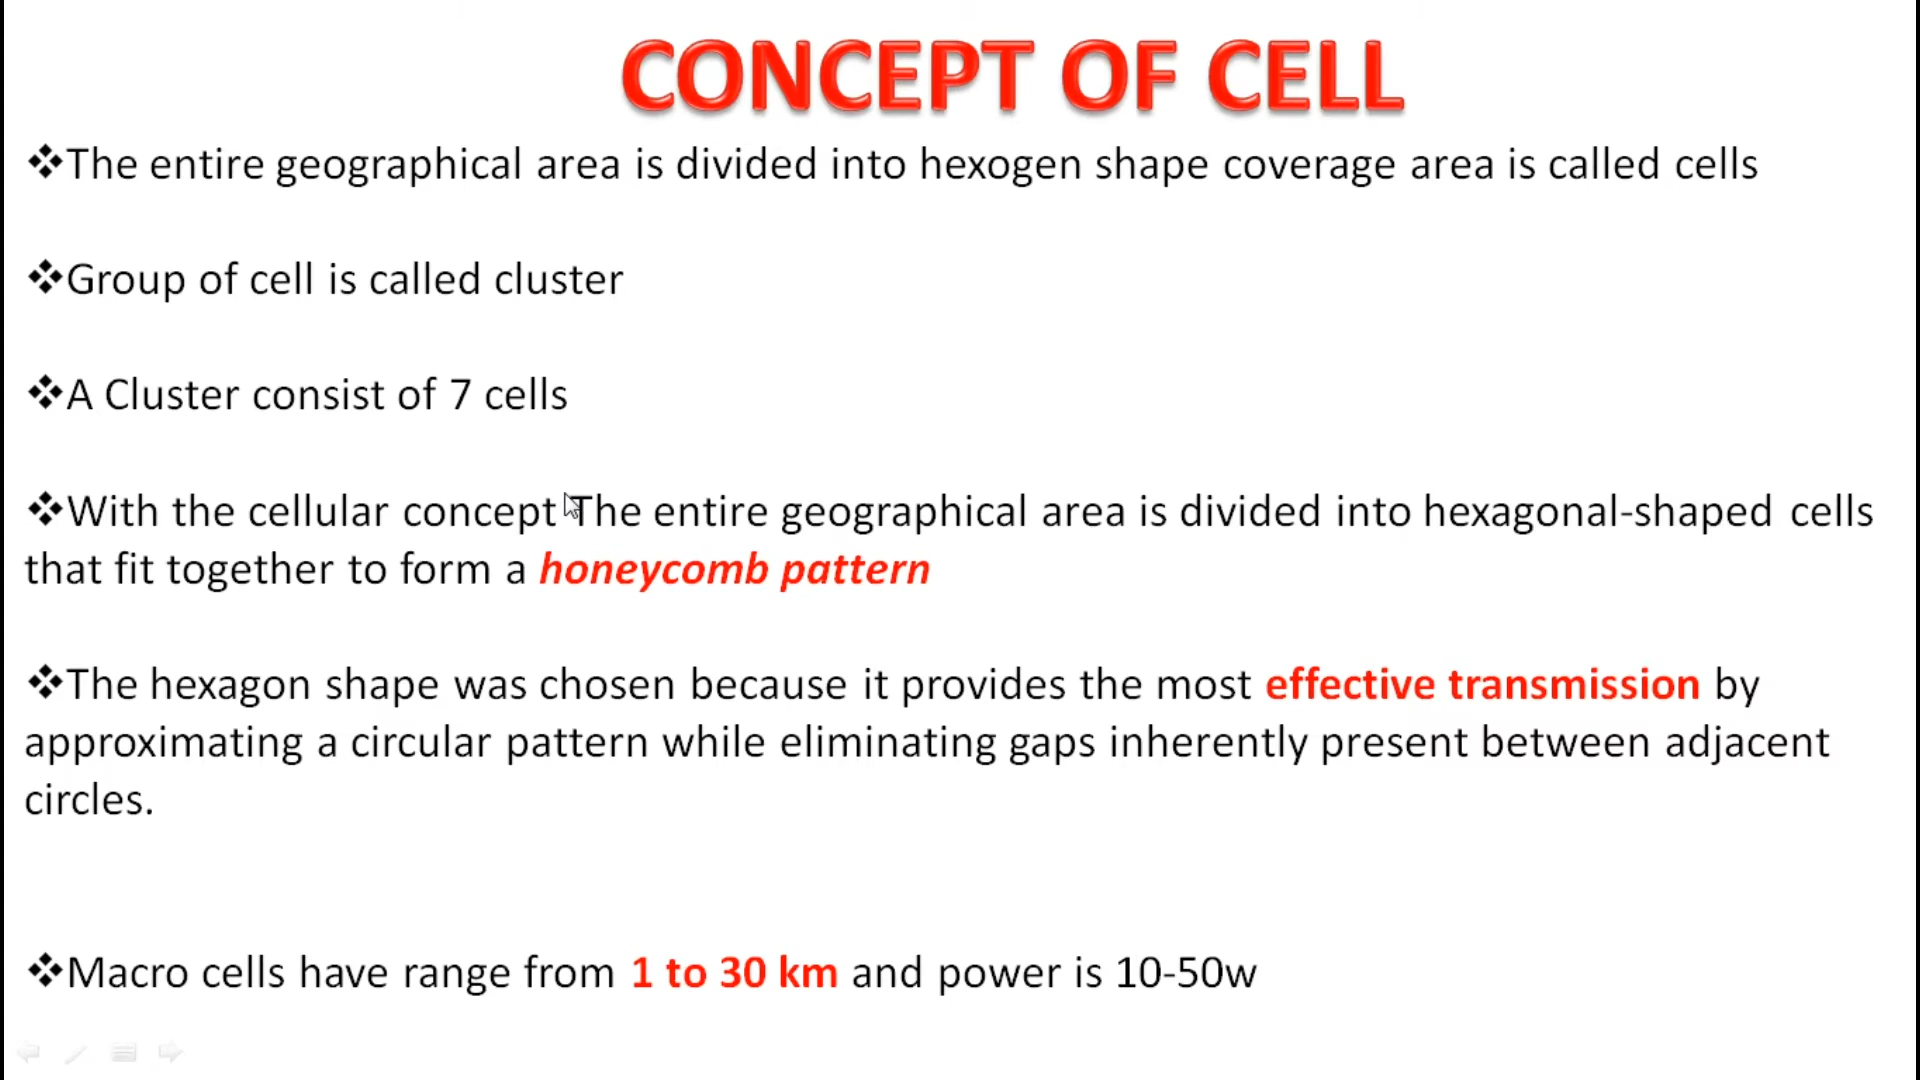 CONCEPT OF CELL
❖The entire geographical area is divided into hexogen shape coverage area is called cells
❖Group of cell is called cluster
❖A Cluster consist of 7 cells
❖With the cellular concept The entire geographical area is divided into hexagonal-shaped cells
that fit together to form a honeycomb pattern
❖The hexagon shape was chosen because it provides the most effective transmission by
approximating a circular pattern while eliminating gaps inherently present between adjacent
circles.
❖Macro cells have range from 1 to 30 km and power is 10-50w